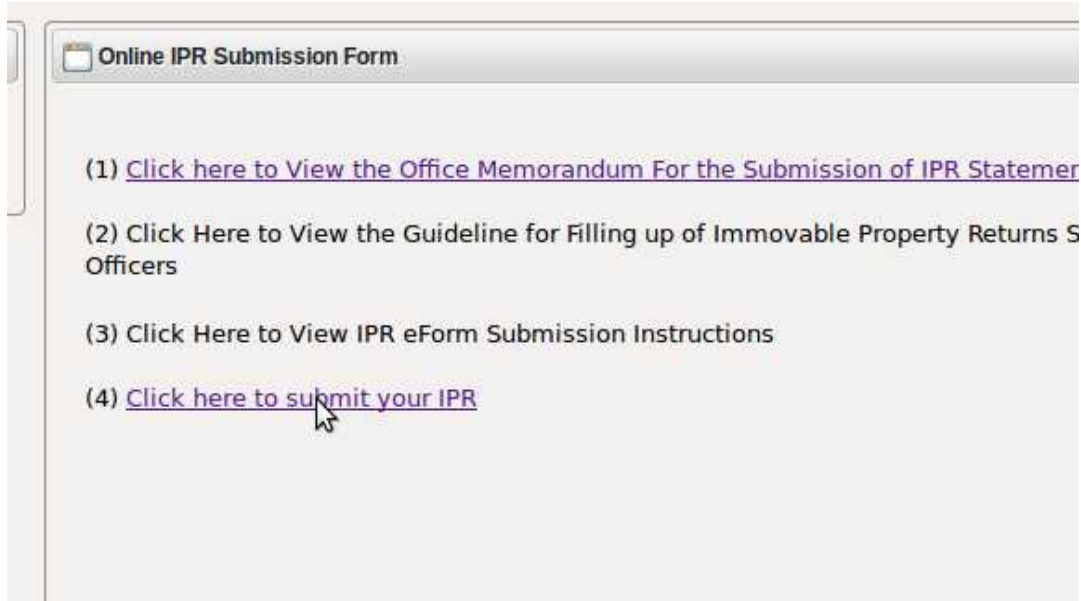 Online IPR Submission Form
(1) Click here to View the Office Memorandum For the Submission of IPR
(2) Click Here to View the Guideline for Filling up of Immovable Property Returns
Officers
(3) Click Here to View IPR eForm Submission Instructions
(4) Click here to submit your IPR